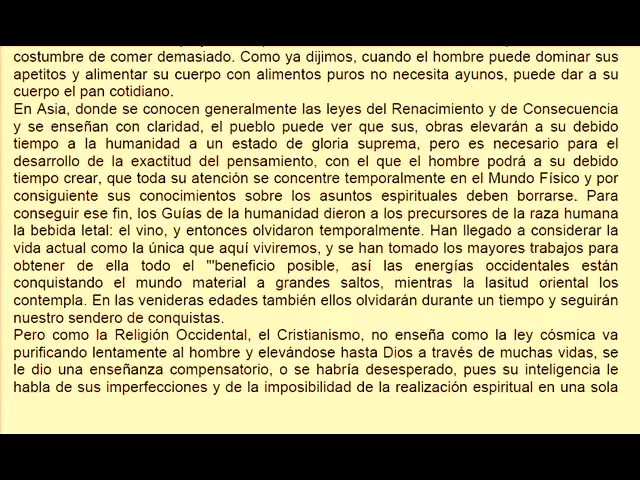 costumbre de comer demasiado. Como ya dijimos, cuando el hombre puede dominar sus
apetitos y alimentar su cuerpo con alimentos puros no necesita ayunos, puede dar a su
cuerpo el pan cotidiano.
En Asia, donde se conocen generalmente las leyes del Renacimiento y de Consecuencia
y se enseñan con claridad, el pueblo puede ver que sus, obras elevarán a su debido
tiempo a la humanidad a un estado de gloria suprema, pero es necesario para el
desarrollo de la exactitud del pensamiento, con el que el hombre podrá a su debido
tiempo crear, que toda su atención se concentre temporalmente en el Mundo Físico y por
consiguiente sus conocimientos sobre los asuntos espirituales deben borrarse. Para
conseguir ese fin, los Guías de la humanidad dieron a los precursores de la raza humana
la bebida letal: el vino, y entonces olvidaron temporalmente. Han llegado a considerar la
vida actual como la única que aquí viviremos, y se han tomado los mayores trabajos para
obtener de ella todo el "'beneficio posible, así las energías occidentales están
conquistando el mundo material a grandes saltos, mientras la lasitud oriental los
contempla. En las venideras edades también ellos olvidarán durante un tiempo y seguirán
nuestro sendero de conquistas.
Pero como la Religión Occidental, el Cristianismo, no enseña como la ley cósmica va
purificando lentamente al hombre y elevándose hasta Dios a través de muchas vidas, se
le dio una enseñanza compensatorio, o se habría desesperado, pues su inteligencia le
habla de sus imperfecciones y de la imposibilidad de la realización espiritual en una sola